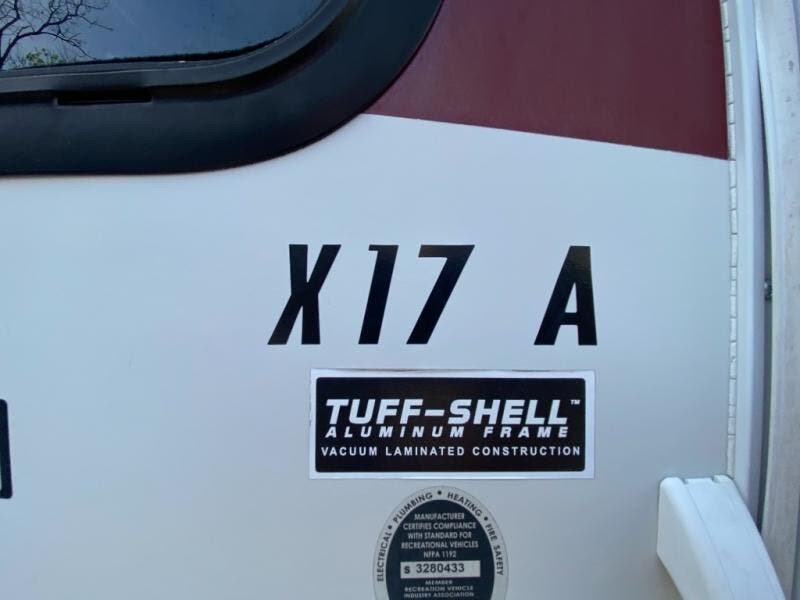 X17 A
TUFF-SHELL™
ALUMINUM FRAME
VACUUM LAMINATED CONSTRUCTION
ELECTRICAL • PLUMBING • HEATING • FIRE SAFETY
MANUFACTURER
CERTIFIES COMPLIANCE
WITH STANDARD FOR
RECREATIONAL VEHICLES
NFPA 1192
S 3280433
MEMBER
RECREATION VEHICLE
INDUSTRY ASSOCIATION